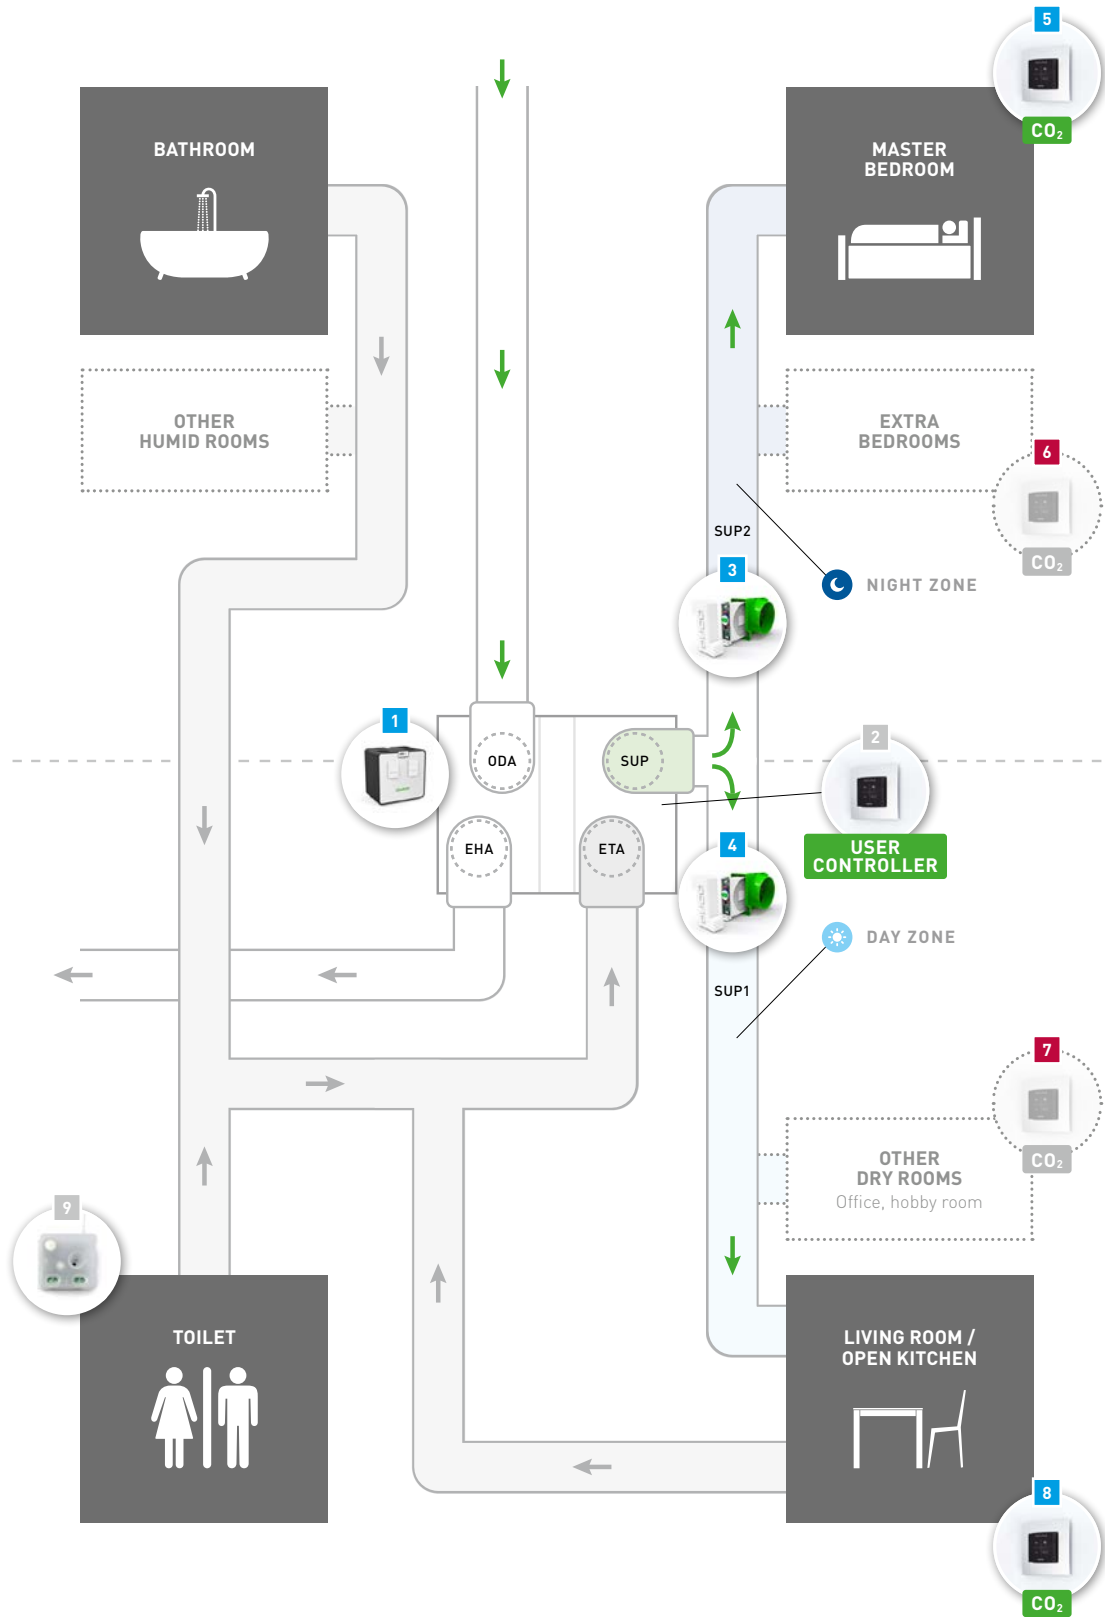 5
CO₂
BATHROOM
MASTER
BEDROOM
OTHER
HUMID ROOMS
EXTRA
BEDROOMS
6
CO₂
SUP2
3
NIGHT ZONE
1
2
ODA
SUP
EHA
ETA
4
USER
CONTROLLER
DAY ZONE
SUP1
7
CO₂
OTHER
DRY ROOMS
Office, hobby room
9
TOILET
LIVING ROOM /
OPEN KITCHEN
8
CO₂